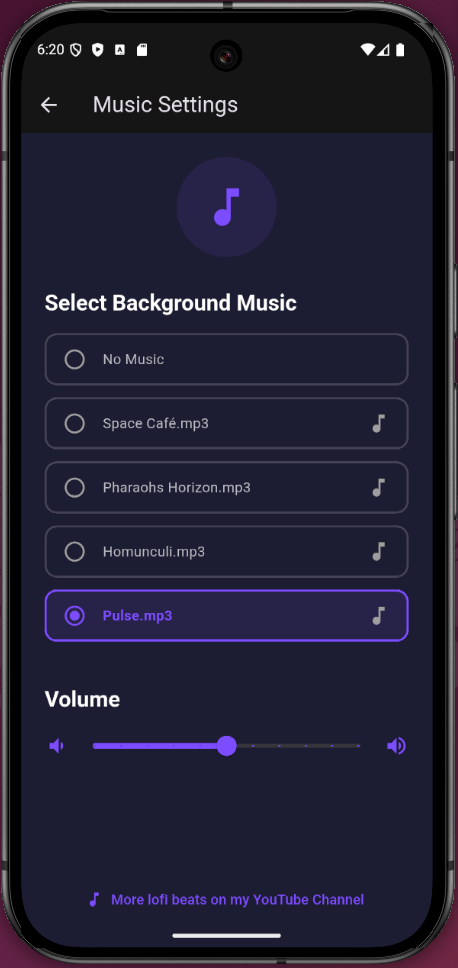 6:20
Music Settings
Select Background Music
No Music
Space Café.mp3
Pharaohs Horizon.mp3
Homunculi.mp3
Pulse.mp3
Volume
More lofi beats on my YouTube Channel